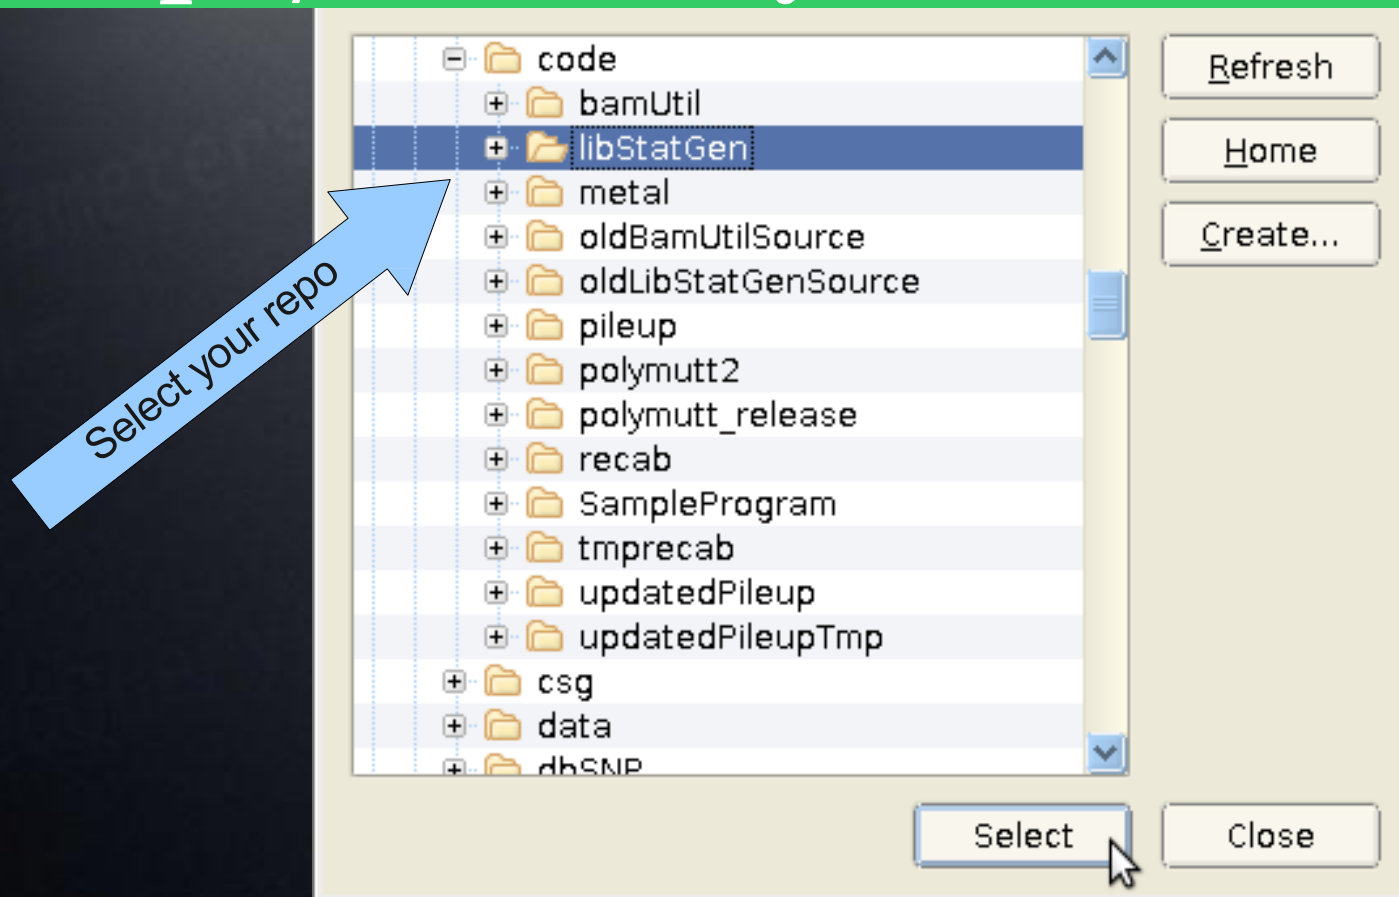 code
bamUtil
libStatGen
metal
oldBamUtilSource
oldLibStatGenSource
pileup
polymutt2
polymutt_release
recab
SampleProgram
tmprecab
updatedPileup
updatedPileupTmp
csg
data
dbSNP
Refresh
Home
Create...
Select your repo
Select
Close